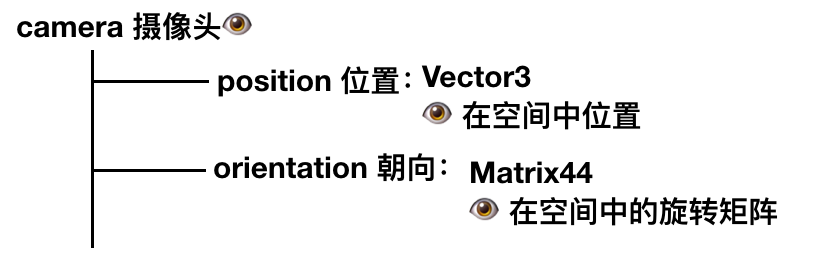 camera 摄像头👁️
position 位置：Vector3
👁️ 在空间中位置
orientation 朝向： Matrix44
👁️ 在空间中的旋转矩阵